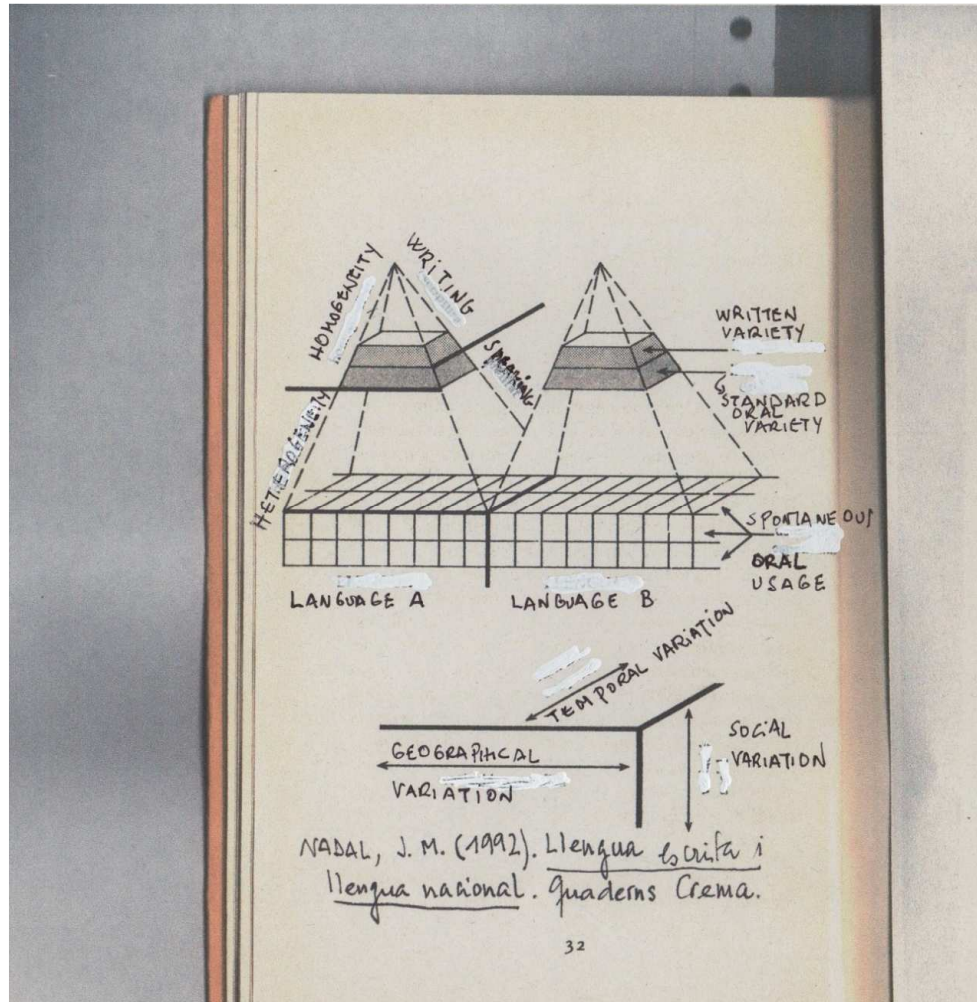 HOMOGENEITY
WRITING
HETEROGENEITY
SPEAKING
WRITTEN
VARIETY
STANDARD
ORAL
VARIETY
SPONTANEOUS
ORAL
USAGE
LANGUAGE A
LANGUAGE B
TEMPORAL VARIATION
GEOGRAPHICAL
VARIATION
SOCIAL
VARIATION
NADAL, J. M. (1992). Llengua escrita i
llengua nacional. Quaderns Crema.
32